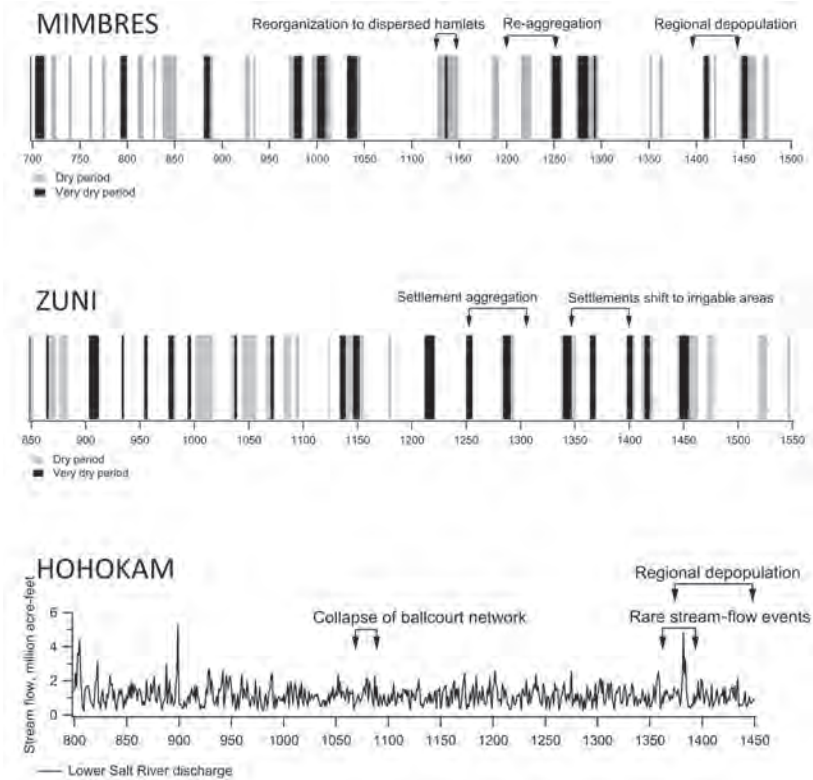 MIMBRES
Reorganization to dispersed hamlets Re-aggregation Regional depopulation
700 750 800 850 900 950 1000 1050 1100 1150 1200 1250 1300 1350 1400 1450 1500
Dry period
Very dry period
ZUNI
Settlement aggregation Settlements shift to irrigable areas
850 900 950 1000 1050 1100 1150 1200 1250 1300 1350 1400 1450 1500 1550
Dry period
Very dry period
HOHOKAM
Regional depopulation
Collapse of ballcourt network Rare stream-flow events
Stream flow, million acre-feet
6
4
2
0
800 850 900 950 1000 1050 1100 1150 1200 1250 1300 1350 1400 1450
Lower Salt River discharge